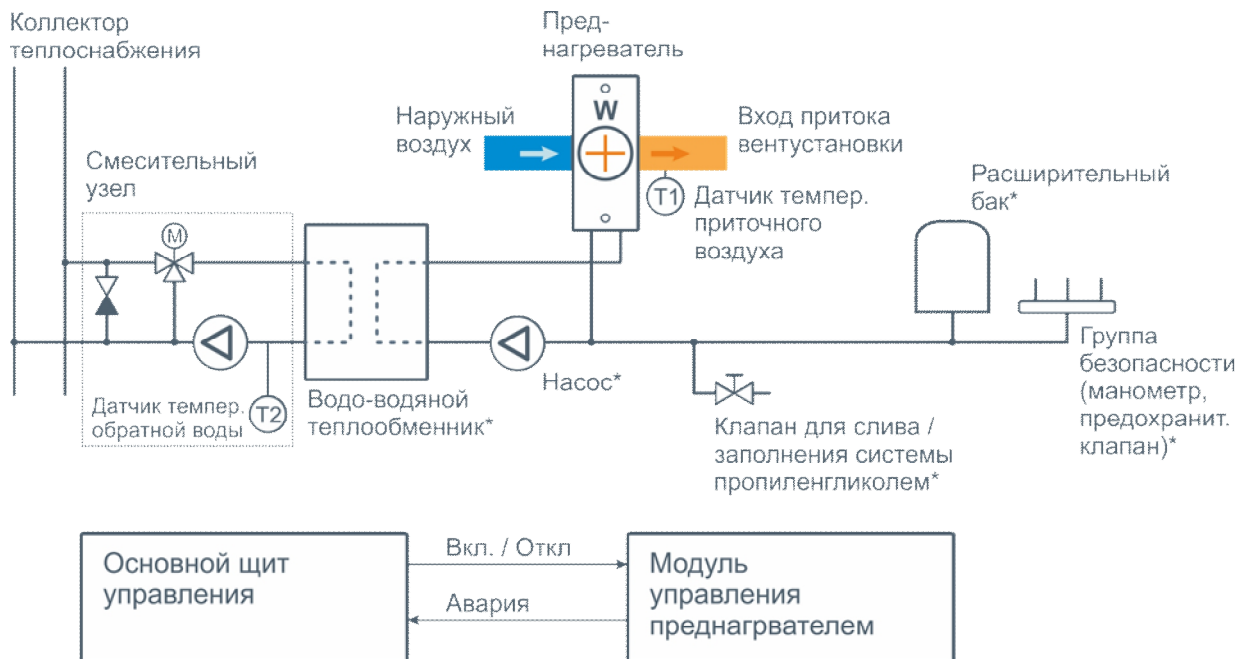 Коллектор
теплоснабжения
Пред-
нагреватель
W
Наружный
воздух
Вход притока
вентустановки
Смесительный
узел
M
T1
Датчик темпер.
приточного
воздуха
Расширительный
бак*
Датчик темпер.
обратной воды
T2
Водо-водяной
теплообменник*
Насос*
Клапан для слива /
заполнения системы
пропиленгликолем*
Группа
безопасности
(манометр,
предохранит.
клапан)*
Основной щит
управления
Вкл. / Откл
Авария
Модуль
управления
преднагрвателем